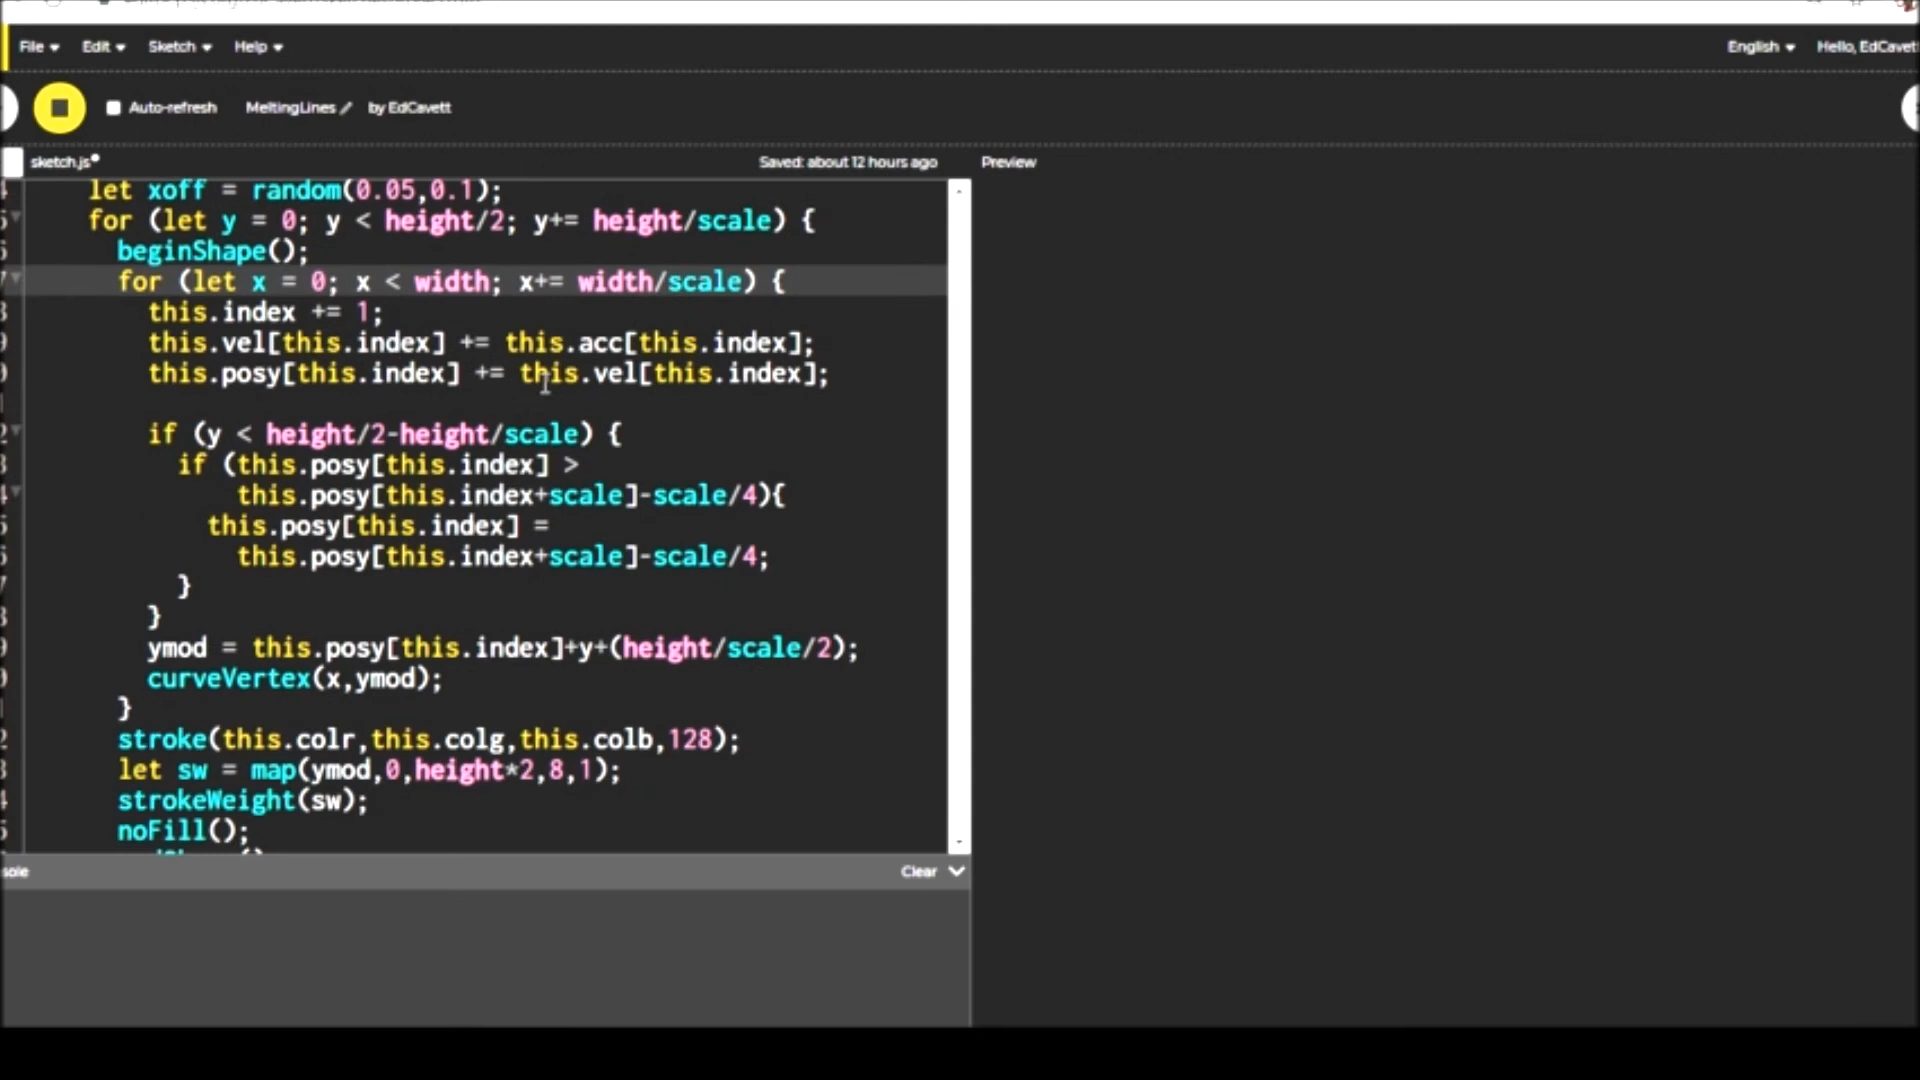 File Edit Sketch Help English Hello, EdCavett
Auto-refresh MeltingLines by EdCavett
sketch.js Saved: about 12 hours ago Preview
let xoff = random(0.05,0.1);
for (let y = 0; y < height/2; y+= height/scale) {
beginShape();
for (let x = 0; x < width; x+= width/scale) {
this.index += 1;
this.vel[this.index] += this.acc[this.index];
this.posy[this.index] += this.vel[this.index];
if (y < height/2-height/scale) {
if (this.posy[this.index] >
this.posy[this.index+scale]-scale/4){
this.posy[this.index] =
this.posy[this.index+scale]-scale/4;
}
}
ymod = this.posy[this.index]+y+(height/scale/2);
curveVertex(x,ymod);
}
stroke(this.colr,this.colg,this.colb,128);
let sw = map(ymod,0,height*2,8,1);
strokeWeight(sw);
noFill();
sole Clear